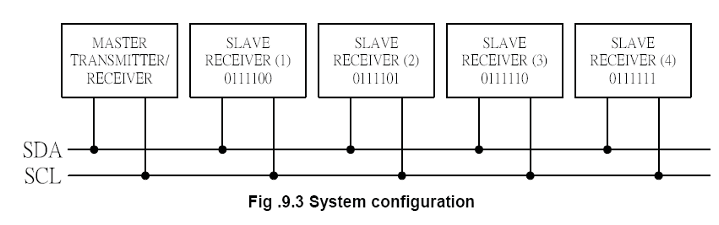 MASTER
TRANSMITTER/
RECEIVER
SLAVE
RECEIVER (1)
0111100
SLAVE
RECEIVER (2)
0111101
SLAVE
RECEIVER (3)
0111110
SLAVE
RECEIVER (4)
0111111
SDA
SCL
Fig .9.3 System configuration